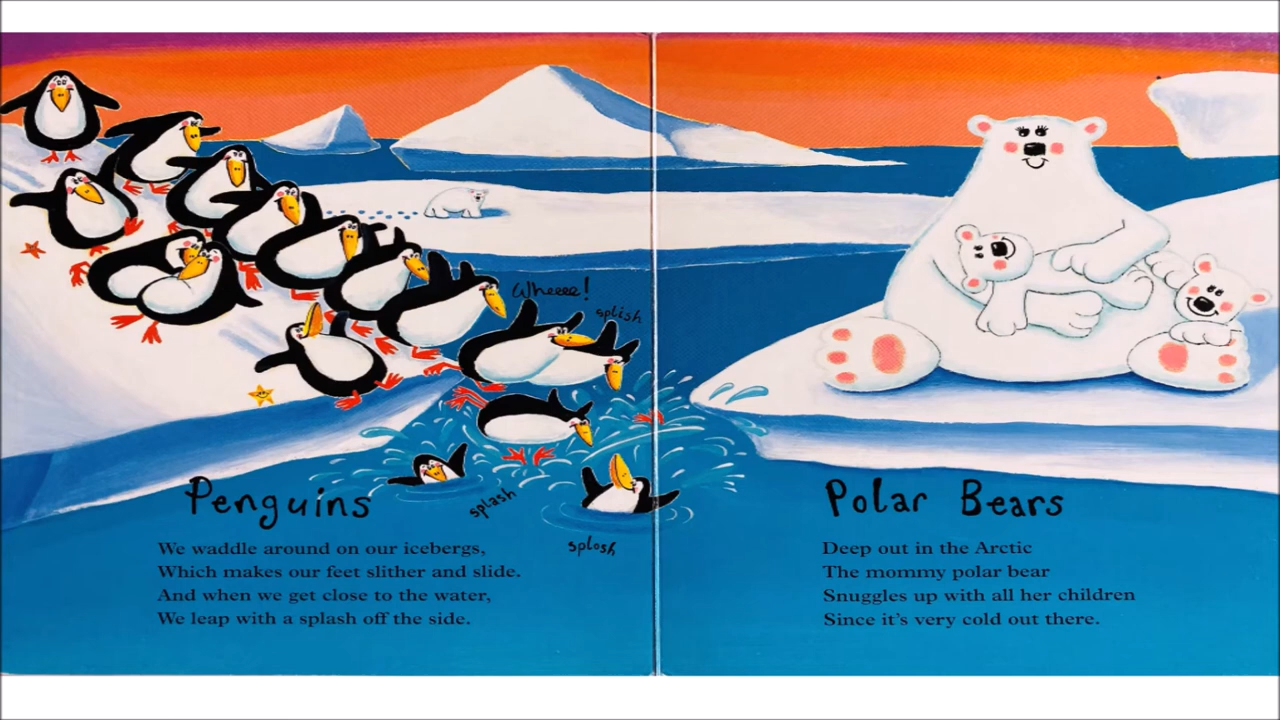 Wheeee!
splish
splash
splosh
Penguins
We waddle around on our icebergs,
Which makes our feet slither and slide.
And when we get close to the water,
We leap with a splash off the side.
Polar Bears
Deep out in the Arctic
The mommy polar bear
Snuggles up with all her children
Since it's very cold out there.